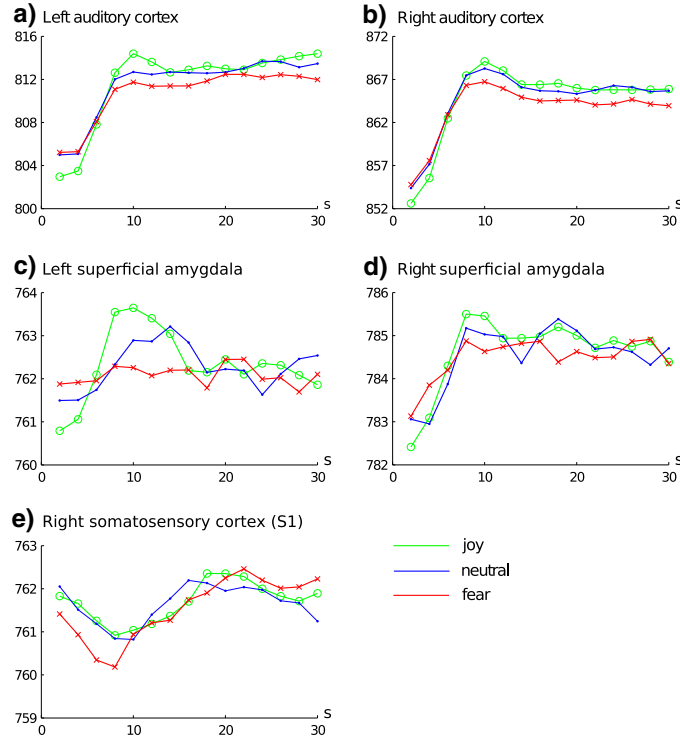 a) Left auditory cortex
816
812
808
804
800
0 10 20 30 s
b) Right auditory cortex
872
867
862
857
852
0 10 20 30 s
c) Left superficial amygdala
764
763
762
761
760
0 10 20 30 s
d) Right superficial amygdala
786
785
784
783
782
0 10 20 30 s
e) Right somatosensory cortex (S1)
763
762
761
760
759
0 10 20 30 s
joy
neutral
fear